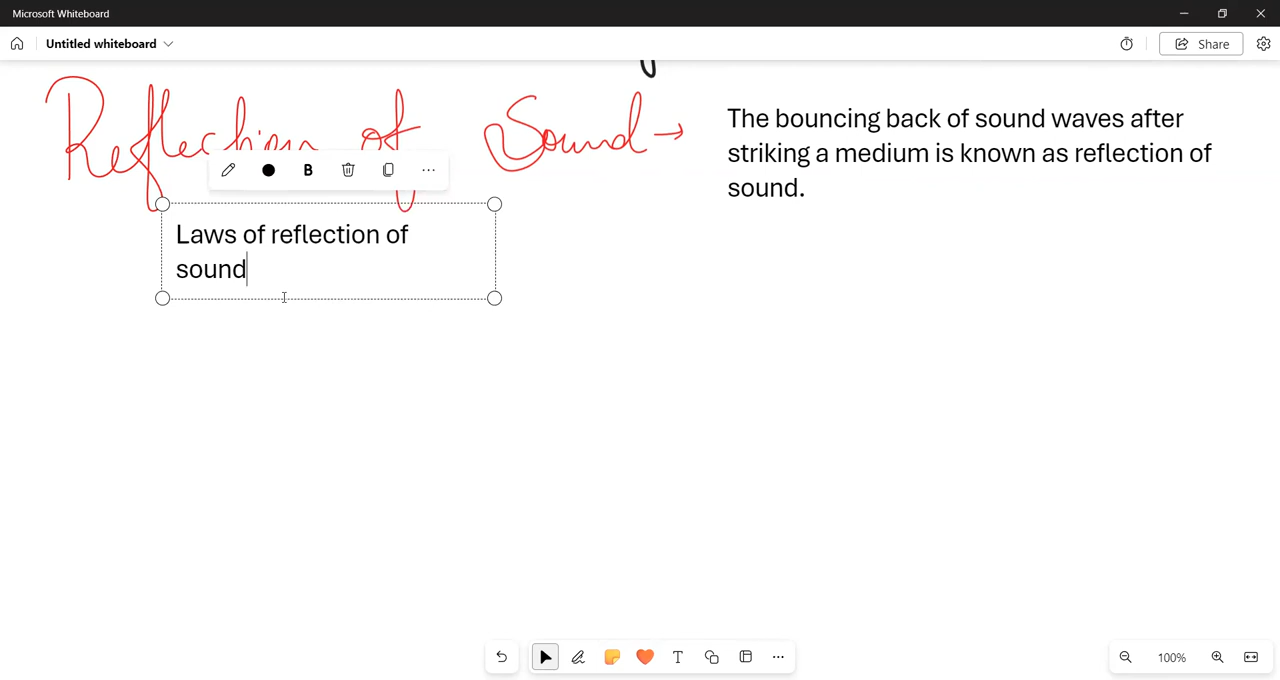 Microsoft Whiteboard
Untitled whiteboard
Share
Reflection of Sound →
The bouncing back of sound waves after
striking a medium is known as reflection of
sound.
B
Laws of reflection of
sound
T
100%